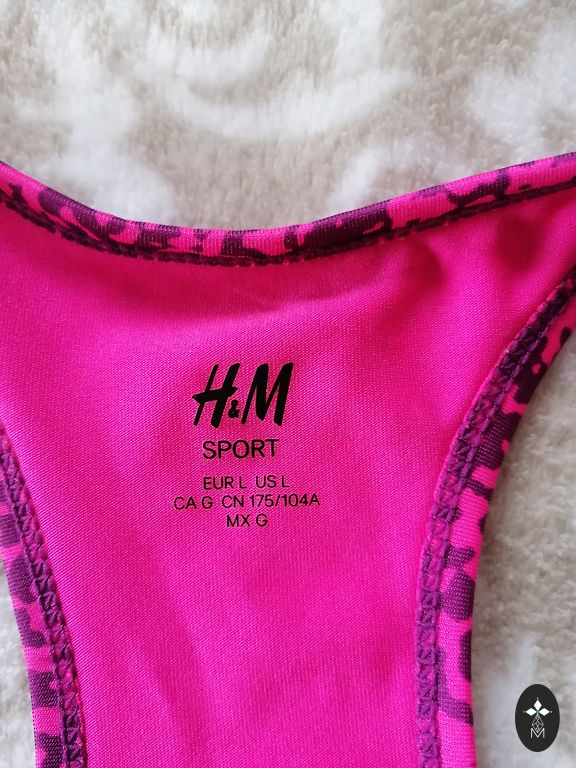 H&M
SPORT
EUR L US L
CA G CN 175/104A
MX G
M